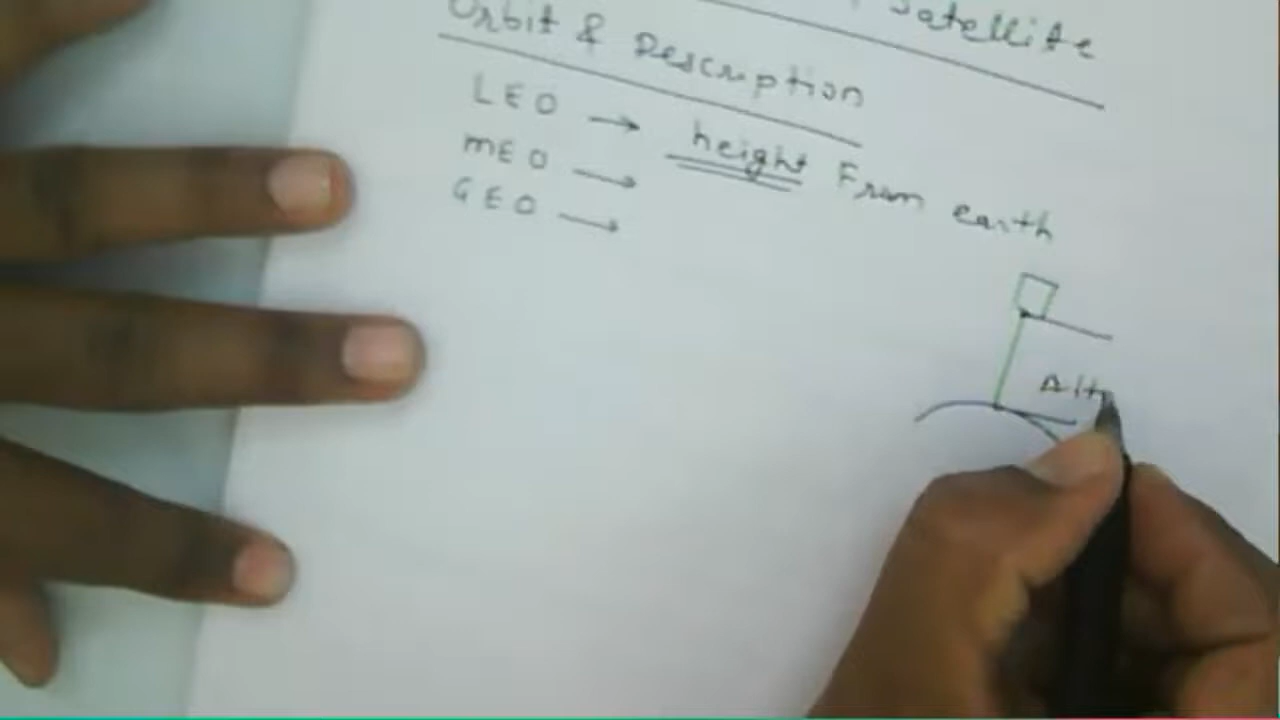 Satellite
Orbit & Description
LEO → height From earth
MEO →
GEO →
Alt